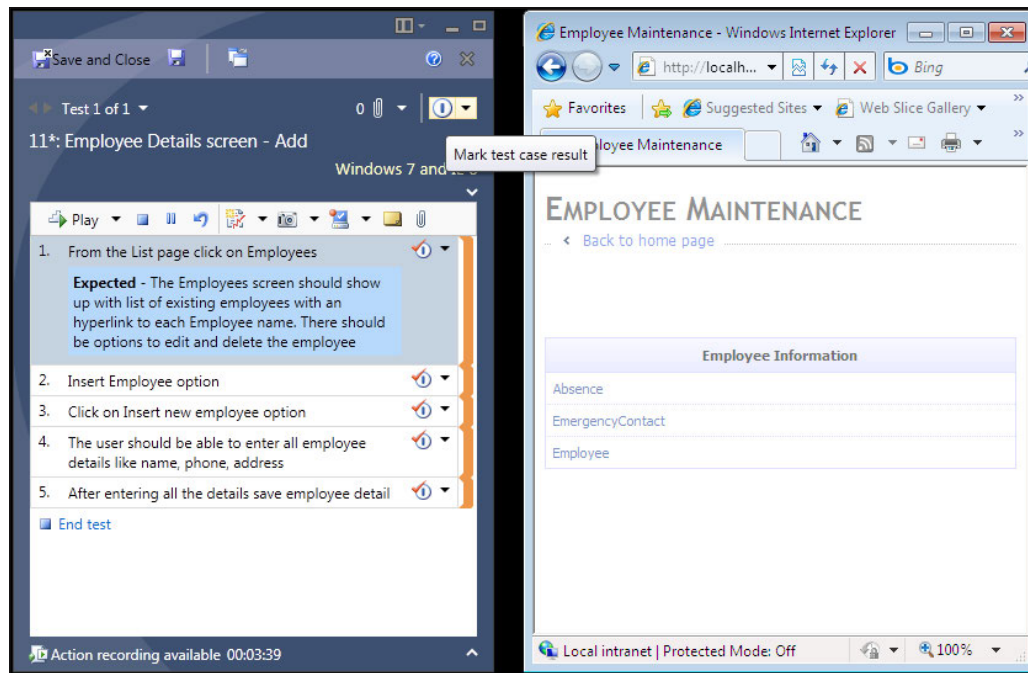 Save and Close
Test 1 of 1
0
11*: Employee Details screen - Add
Windows 7 and
Mark test case result
Play
1. From the List page click on Employees
Expected - The Employees screen should show
up with list of existing employees with an
hyperlink to each Employee name. There should
be options to edit and delete the employee
2. Insert Employee option
3. Click on Insert new employee option
4. The user should be able to enter all employee
details like name, phone, address
5. After entering all the details save employee detail
End test
Action recording available 00:03:39
Employee Maintenance - Windows Internet Explorer
http://localh...
Bing
Favorites
Suggested Sites
Web Slice Gallery
»
ployee Maintenance
»
EMPLOYEE MAINTENANCE
< Back to home page
Employee Information
Absence
EmergencyContact
Employee
Local intranet | Protected Mode: Off
100%